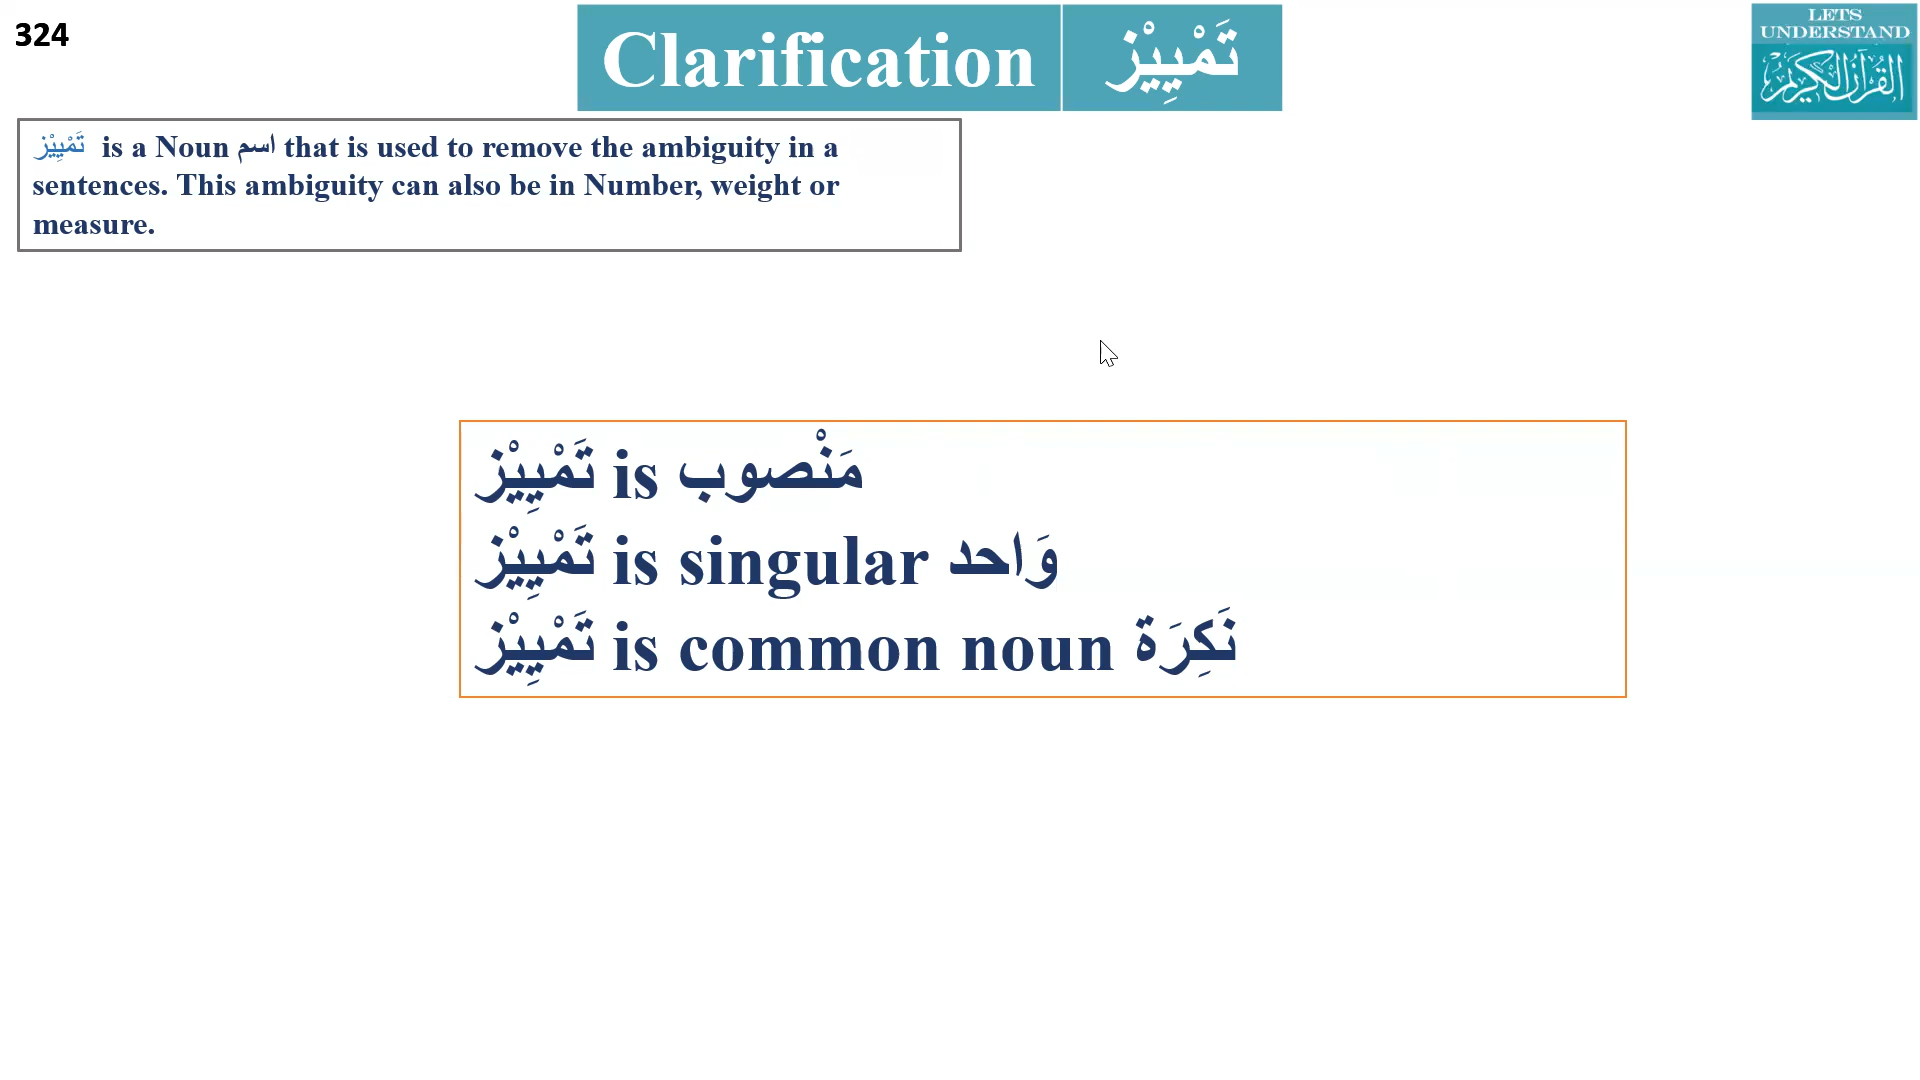 324
Clarification تَمْيِيْز
LETS
UNDERSTAND
القرآن الكريم
تَمْيِيْز is a Noun اسم that is used to remove the ambiguity in a
sentences. This ambiguity can also be in Number, weight or
measure.
تَمْيِيْز is مَنْصوب
تَمْيِيْز is singular وَاحد
تَمْيِيْز is common noun نَكِرَة